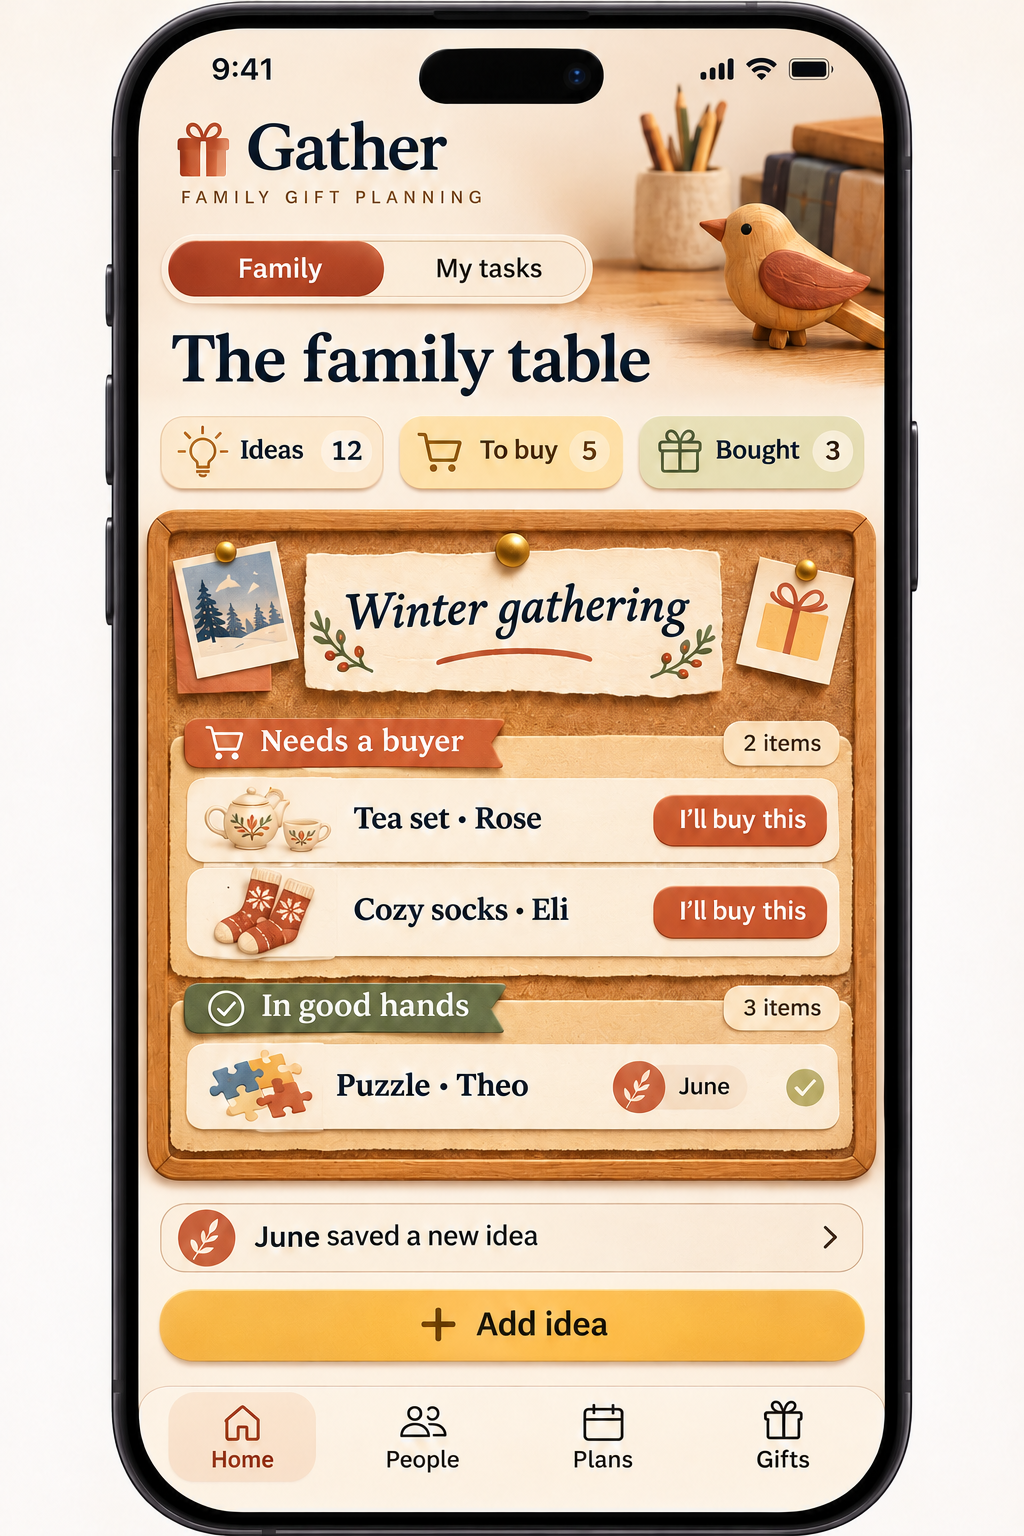 9:41
Gather
FAMILY GIFT PLANNING
Family
My tasks
The family table
Ideas 12
To buy 5
Bought 3
Winter gathering
Needs a buyer
2 items
Tea set • Rose
I'll buy this
Cozy socks • Eli
I'll buy this
In good hands
3 items
Puzzle • Theo
June
June saved a new idea
+ Add idea
Home
People
Plans
Gifts